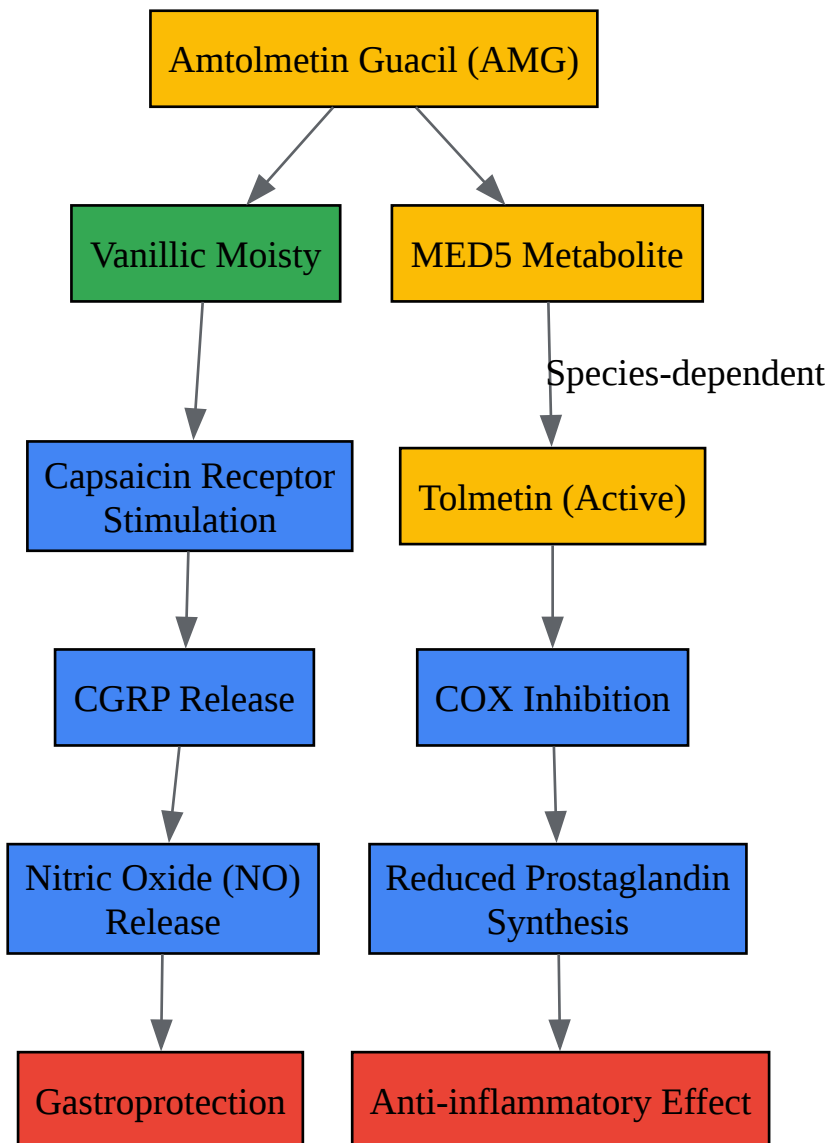 Amtolmetin Guacil (AMG)
Vanillic Moisty
MED5 Metabolite
Species-dependent
Capsaicin Receptor
Stimulation
Tolmetin (Active)
CGRP Release
COX Inhibition
Nitric Oxide (NO)
Release
Reduced Prostaglandin
Synthesis
Gastroprotection
Anti-inflammatory Effect